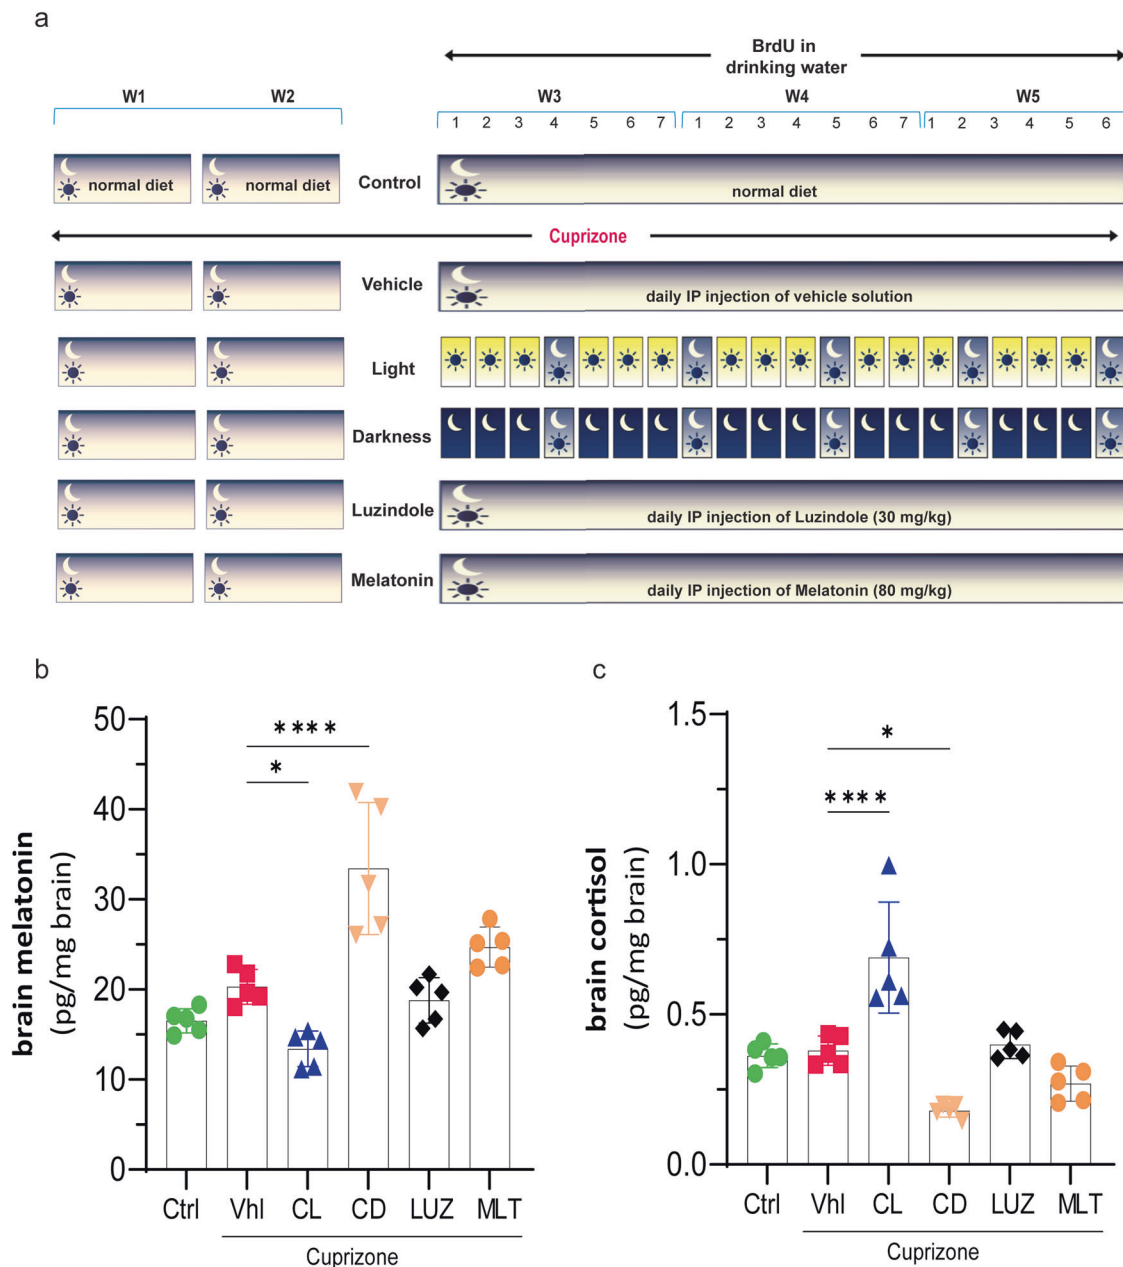 a
BrdU in
drinking water
W1 W2 W3 W4 W5
1 2 3 4 5 6 7 1 2 3 4 5 6 7 1 2 3 4 5 6
normal diet normal diet Control normal diet
Cuprizone
Vehicle daily IP injection of vehicle solution
Light
Darkness
Luzindole daily IP injection of Luzindole (30 mg/kg)
Melatonin daily IP injection of Melatonin (80 mg/kg)
b
brain melatonin
(pg/mg brain)
50
40
30
20
10
0
****
*
Ctrl Vhl CL CD LUZ MLT
Cuprizone
c
brain cortisol
(pg/mg brain)
1.5
1.0
0.5
0.0
*
****
Ctrl Vhl CL CD LUZ MLT
Cuprizone